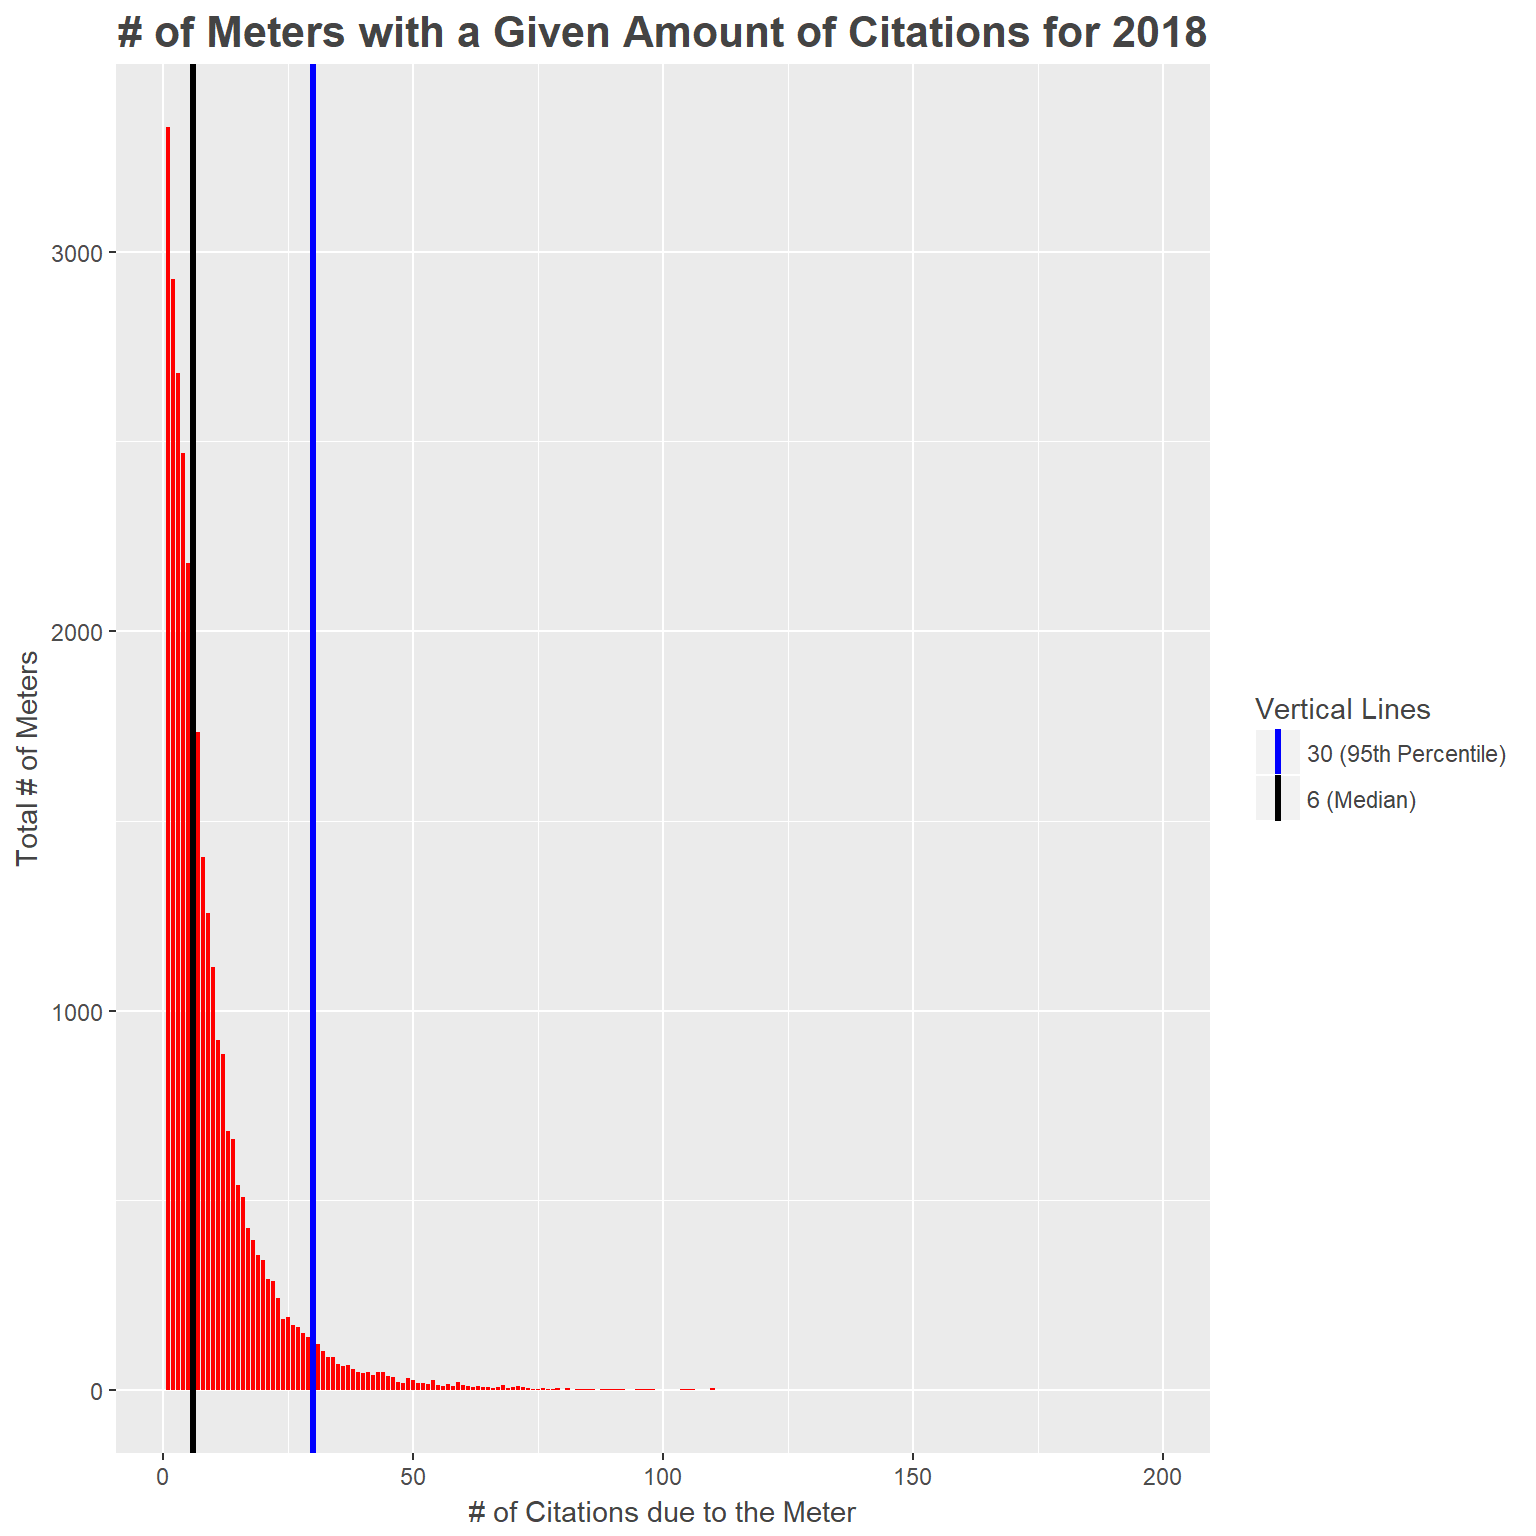 # of Meters with a Given Amount of Citations for 2018
3000
2000
1000
0
Total # of Meters
0 50 100 150 200
# of Citations due to the Meter
Vertical Lines
30 (95th Percentile)
6 (Median)